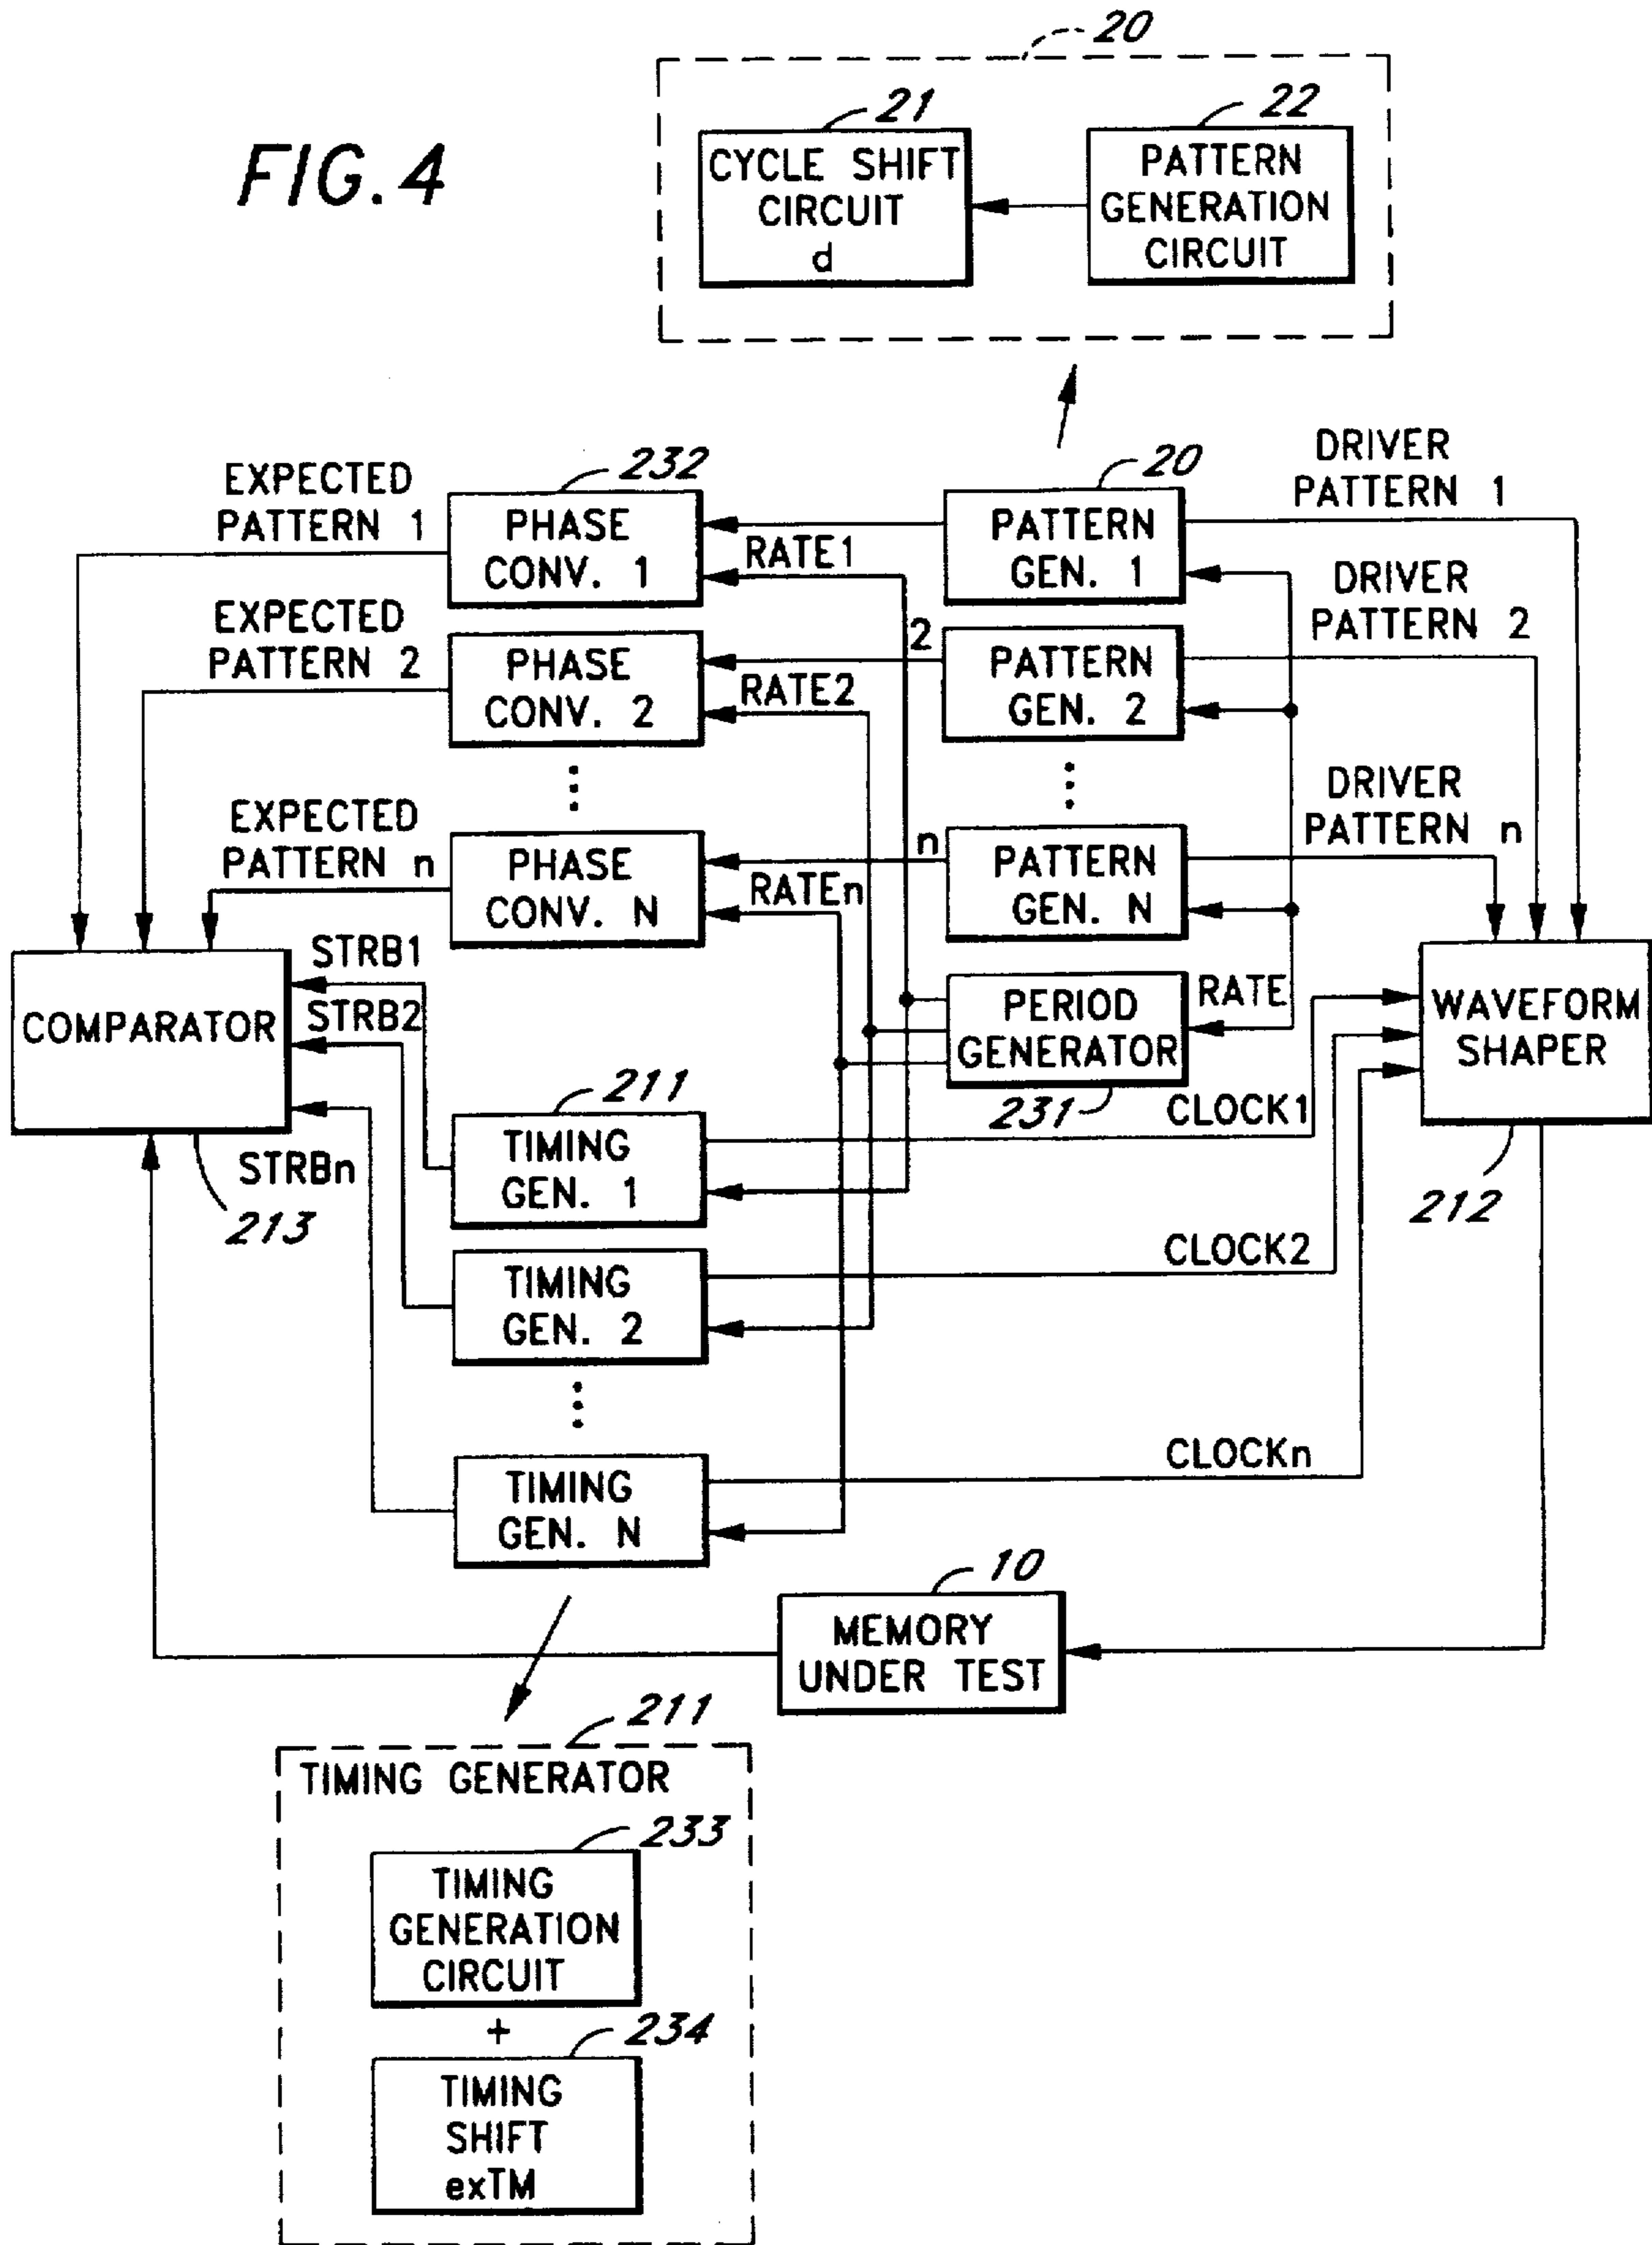 FIG. 4
20
21
22
CYCLE SHIFT
CIRCUIT
d
PATTERN
GENERATION
CIRCUIT
EXPECTED
PATTERN 1
232
PHASE
CONV. 1
RATE1
20
PATTERN
GEN. 1
DRIVER
PATTERN 1
EXPECTED
PATTERN 2
PHASE
CONV. 2
2
RATE2
PATTERN
GEN. 2
DRIVER
PATTERN 2
EXPECTED
PATTERN n
PHASE
CONV. N
n
RATEn
PATTERN
GEN. N
DRIVER
PATTERN n
COMPARATOR
213
STRB1
STRB2
STRBn
PERIOD
GENERATOR
231
RATE
WAVEFORM
SHAPER
212
211
TIMING
GEN. 1
CLOCK1
TIMING
GEN. 2
CLOCK2
TIMING
GEN. N
CLOCKn
10
MEMORY
UNDER TEST
211
TIMING GENERATOR
233
TIMING
GENERATION
CIRCUIT
+
234
TIMING
SHIFT
exTM